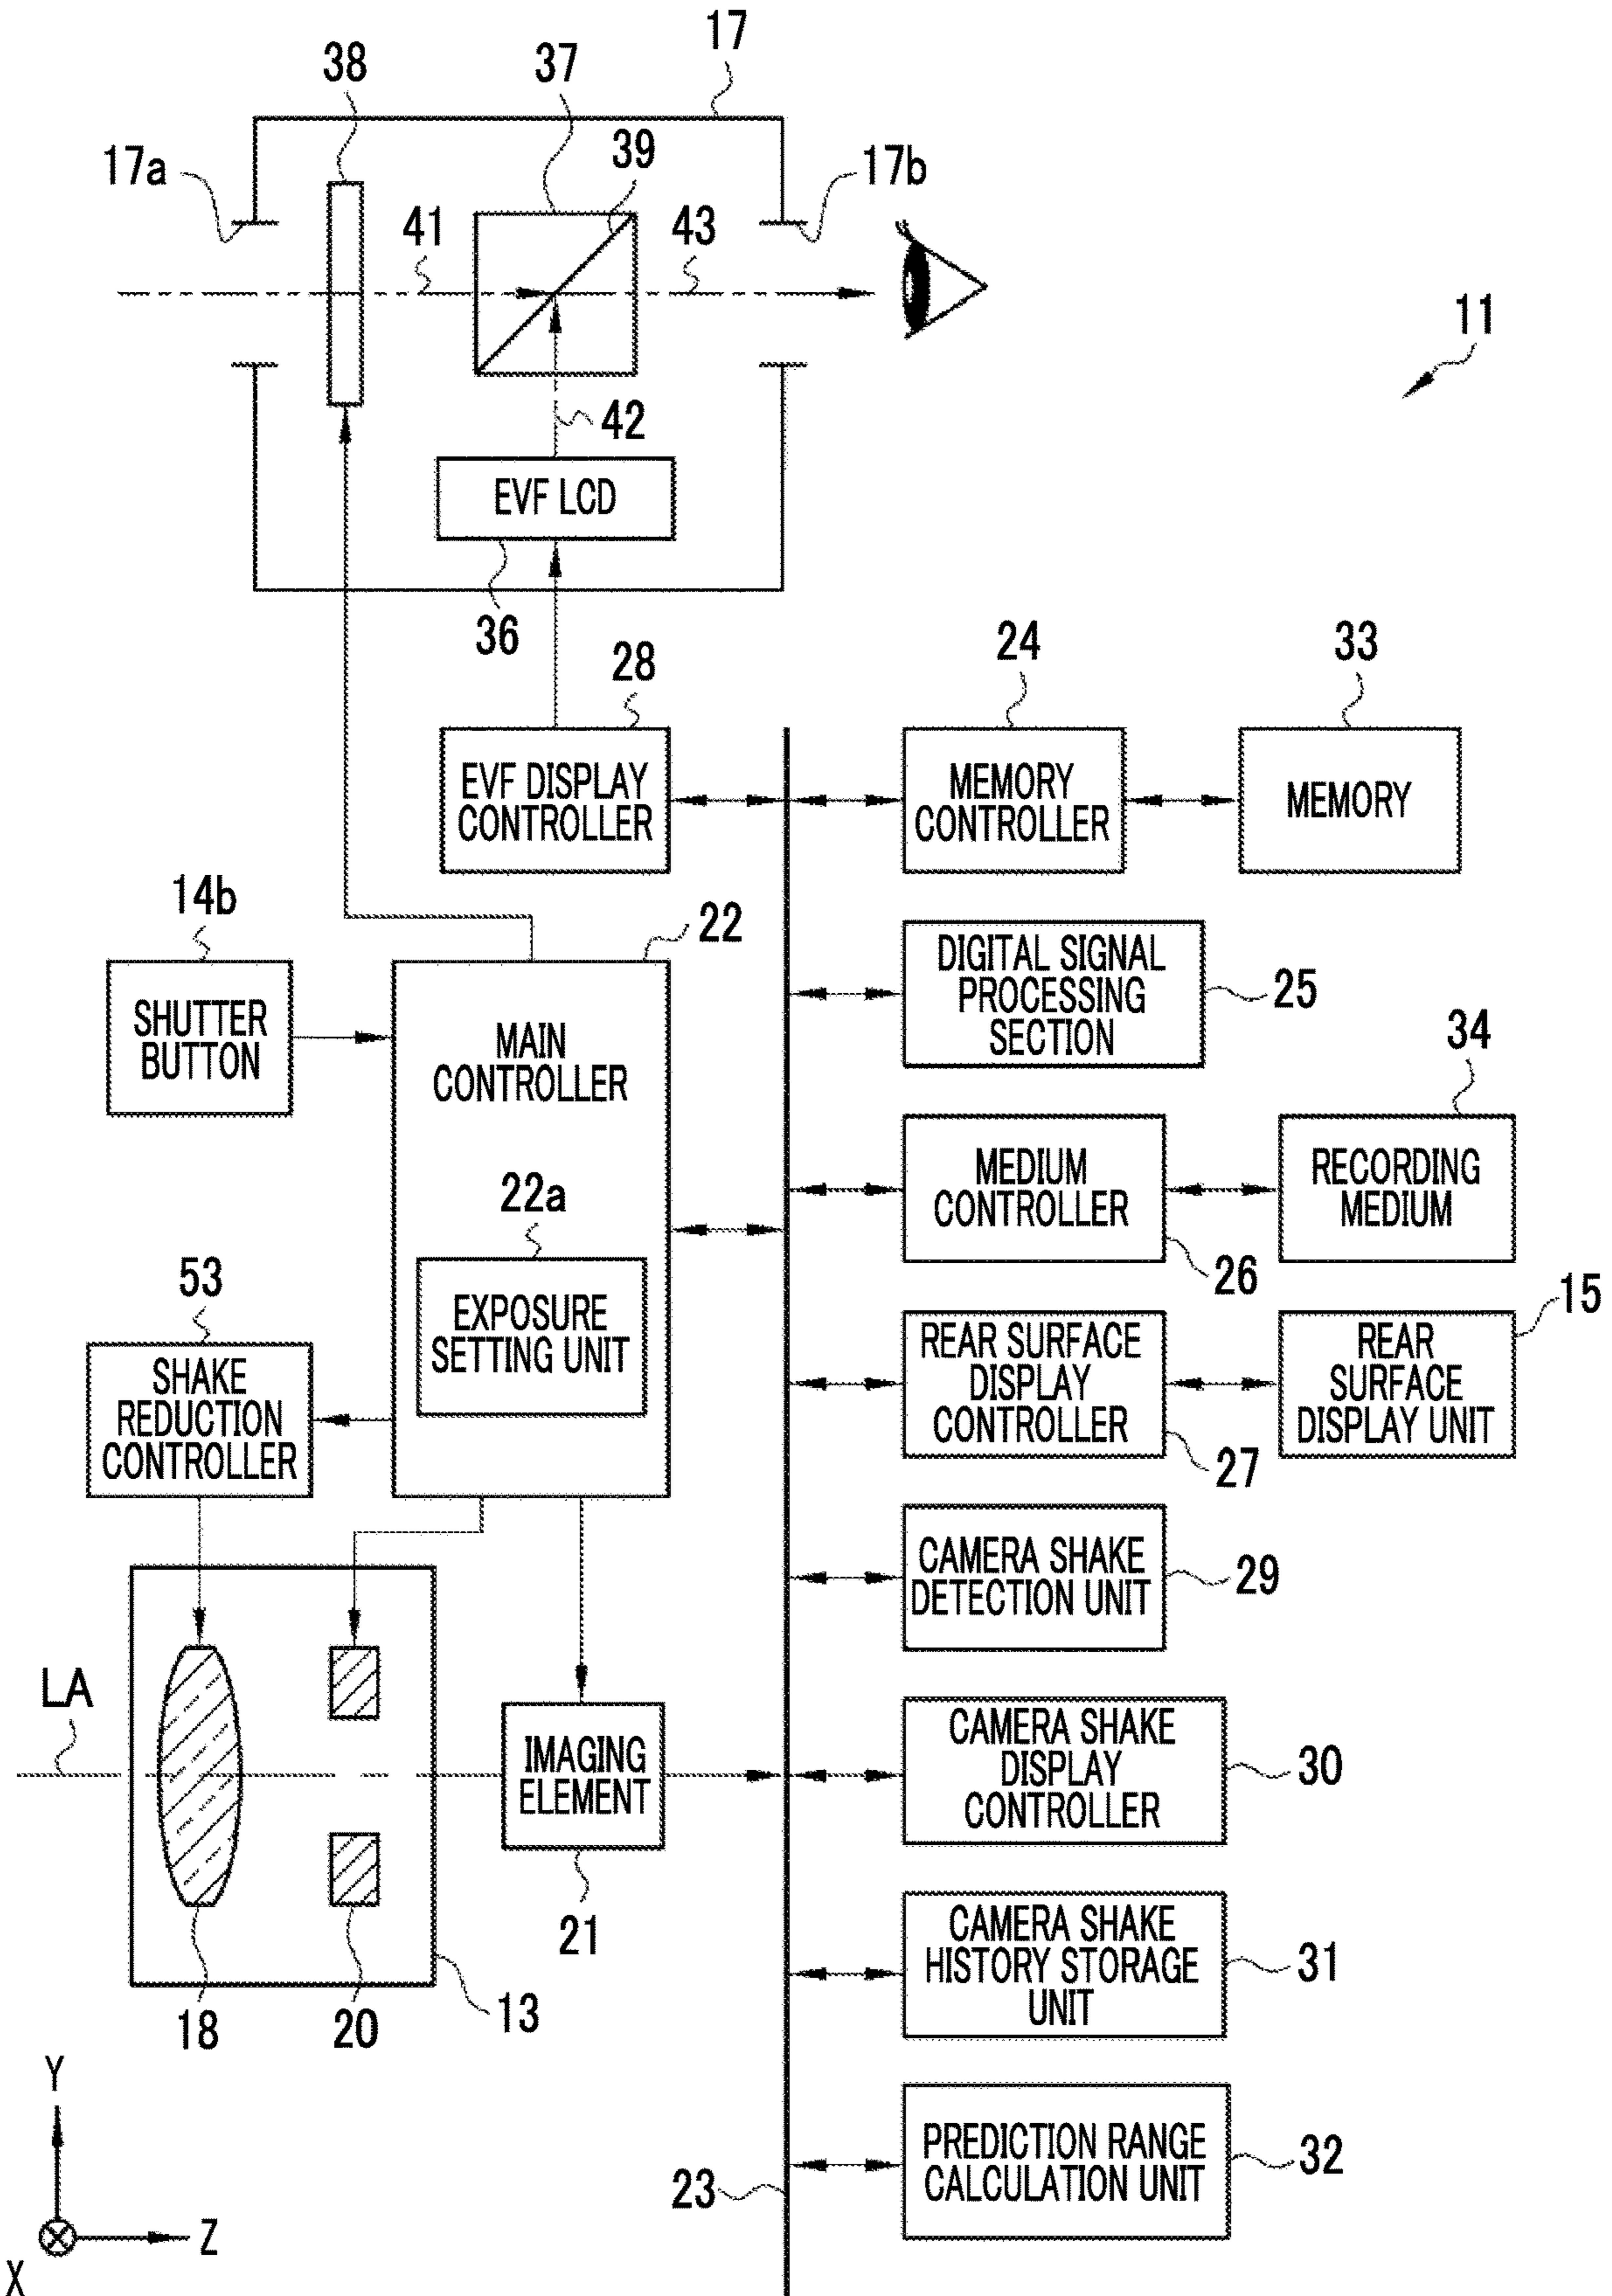 17
38
37
39
17a
17b
41
43
11
42
EVF LCD
36
28
24
33
EVF DISPLAY
CONTROLLER
MEMORY
CONTROLLER
MEMORY
14b
22
SHUTTER
BUTTON
MAIN
CONTROLLER
DIGITAL SIGNAL
PROCESSING
SECTION
25
34
22a
EXPOSURE
SETTING UNIT
MEDIUM
CONTROLLER
26
RECORDING
MEDIUM
53
SHAKE
REDUCTION
CONTROLLER
REAR SURFACE
DISPLAY
CONTROLLER
27
15
REAR
SURFACE
DISPLAY UNIT
CAMERA SHAKE
DETECTION UNIT
29
LA
IMAGING
ELEMENT
21
CAMERA SHAKE
DISPLAY
CONTROLLER
30
18
20
13
CAMERA SHAKE
HISTORY STORAGE
UNIT
31
Y
Z
X
23
PREDICTION RANGE
CALCULATION UNIT
32